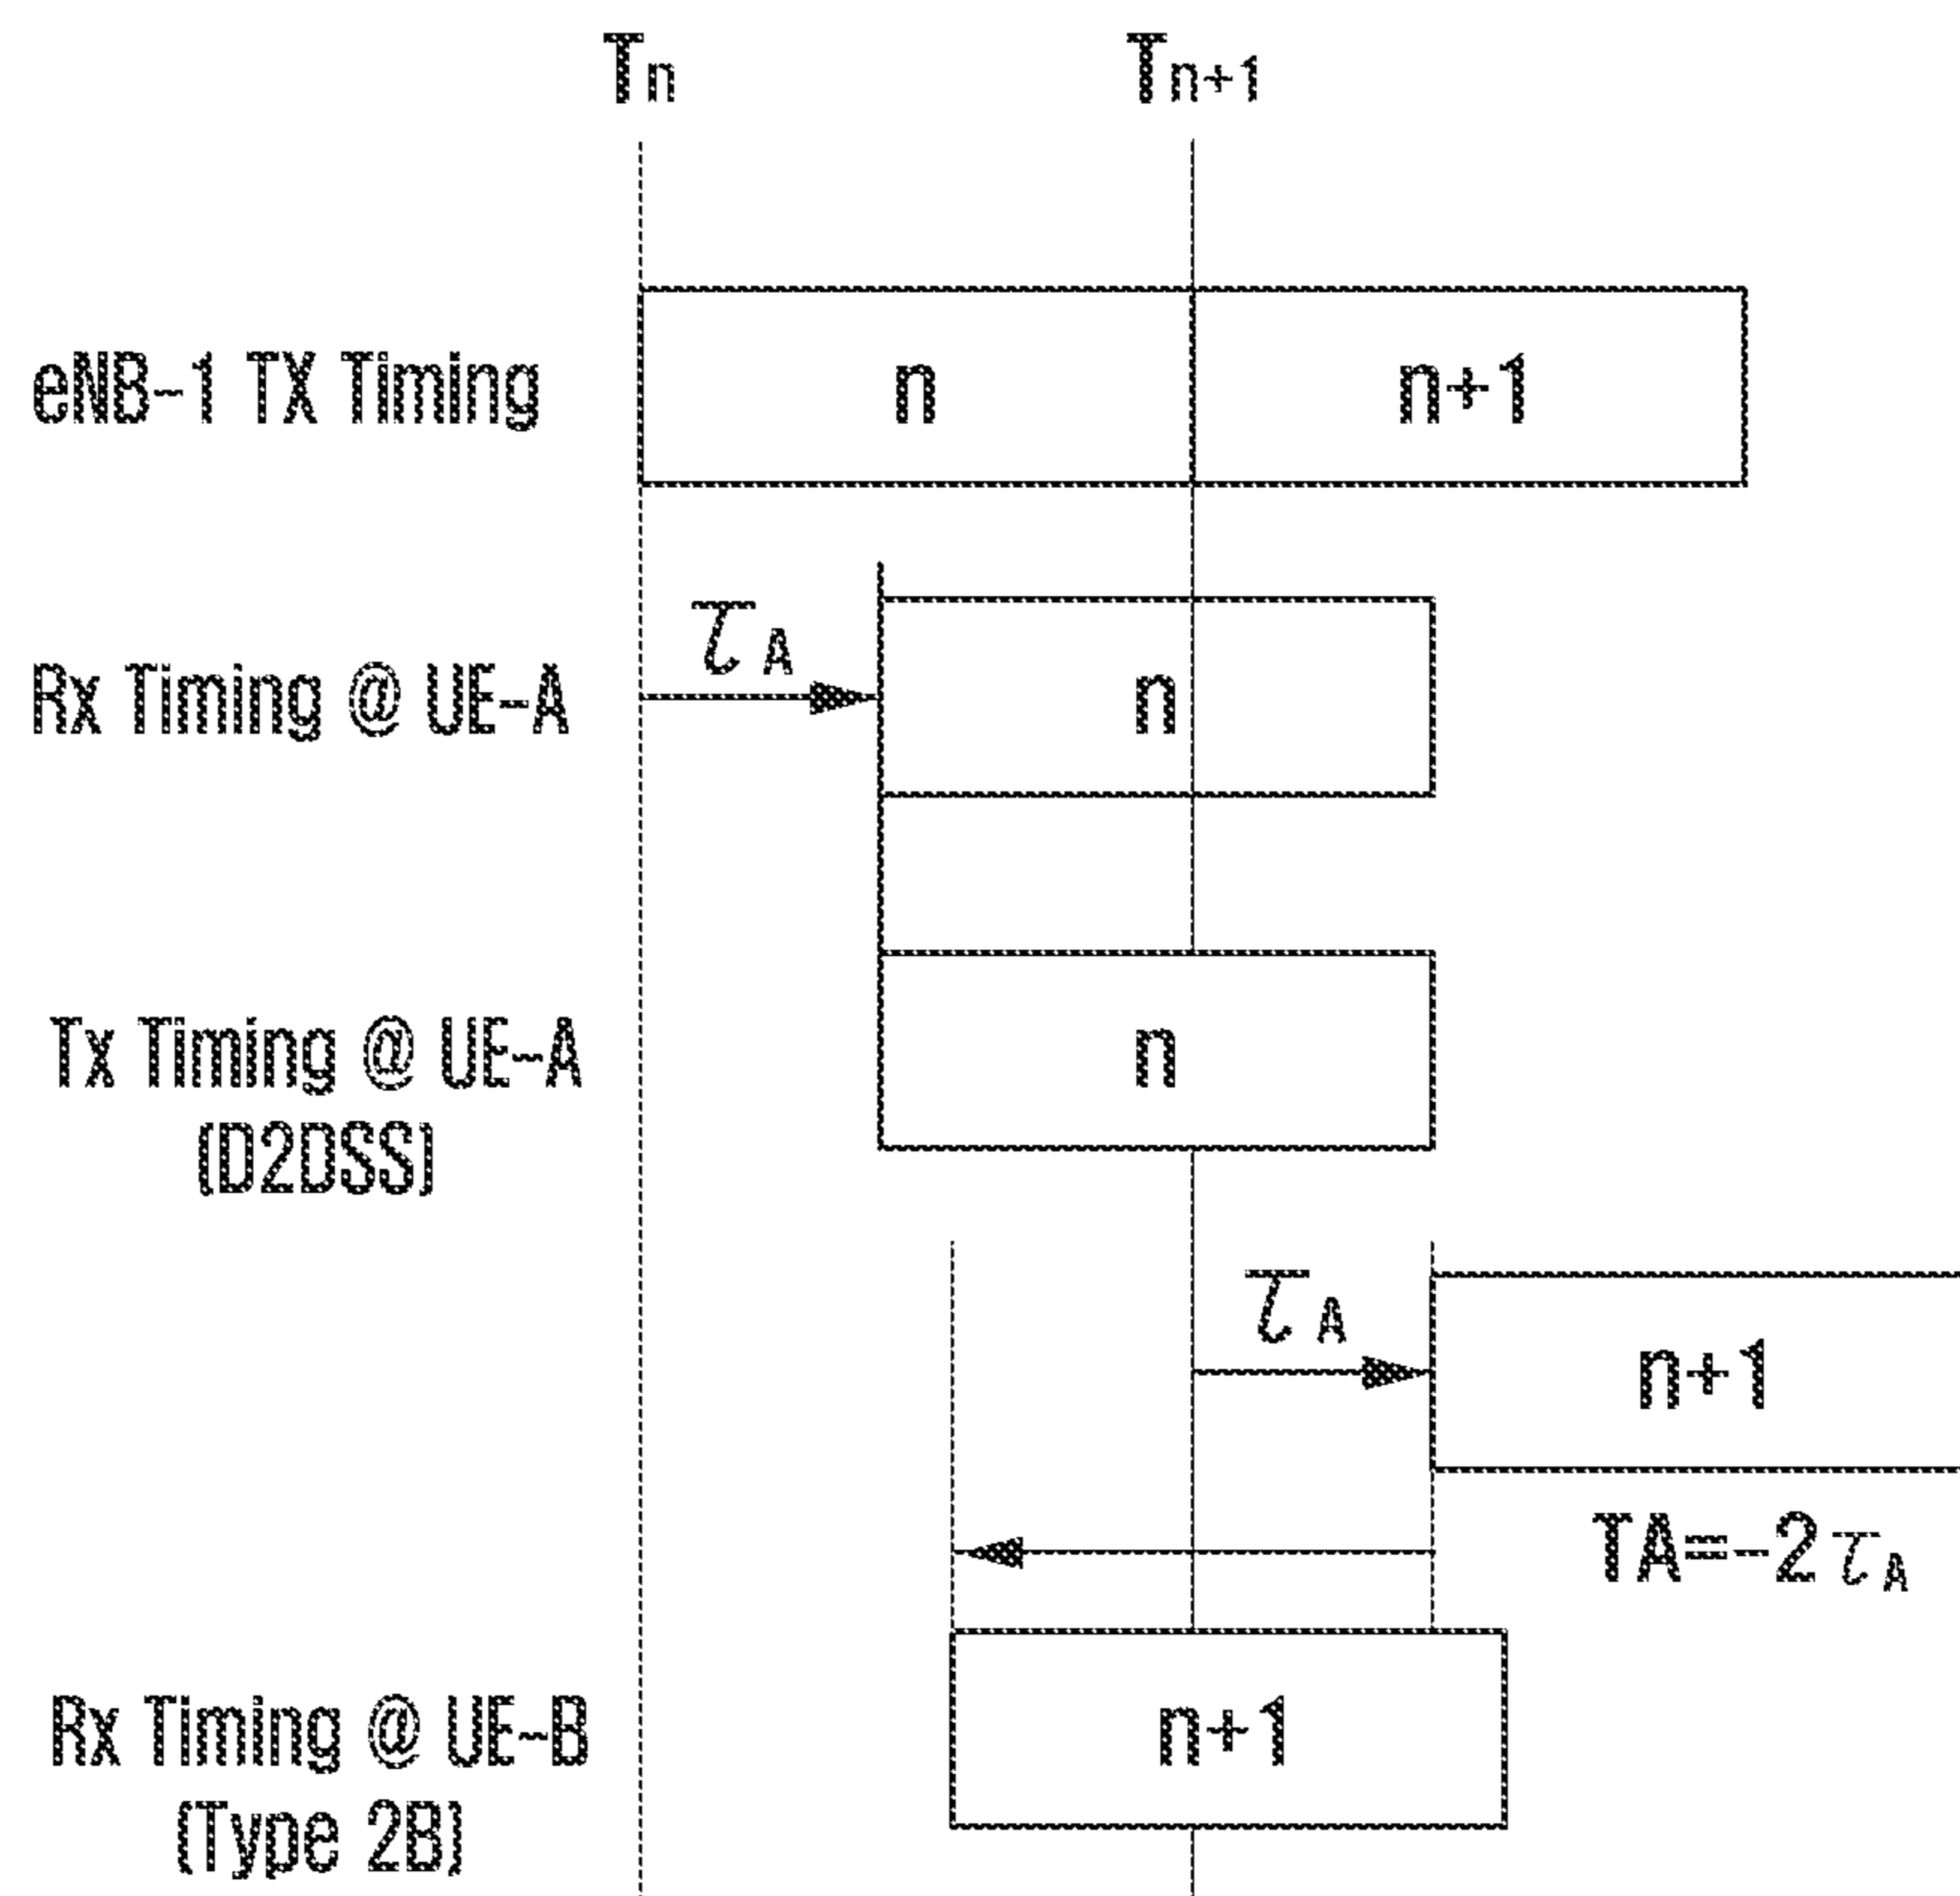 Tn Tn+1
eNB-1 TX Timing n n+1
τA
Rx Timing @ UE-A n
Tx Timing @ UE-A n
(D2DSS)
τA
n+1
TA=-2τA
Rx Timing @ UE-B n+1
(Type 2B)